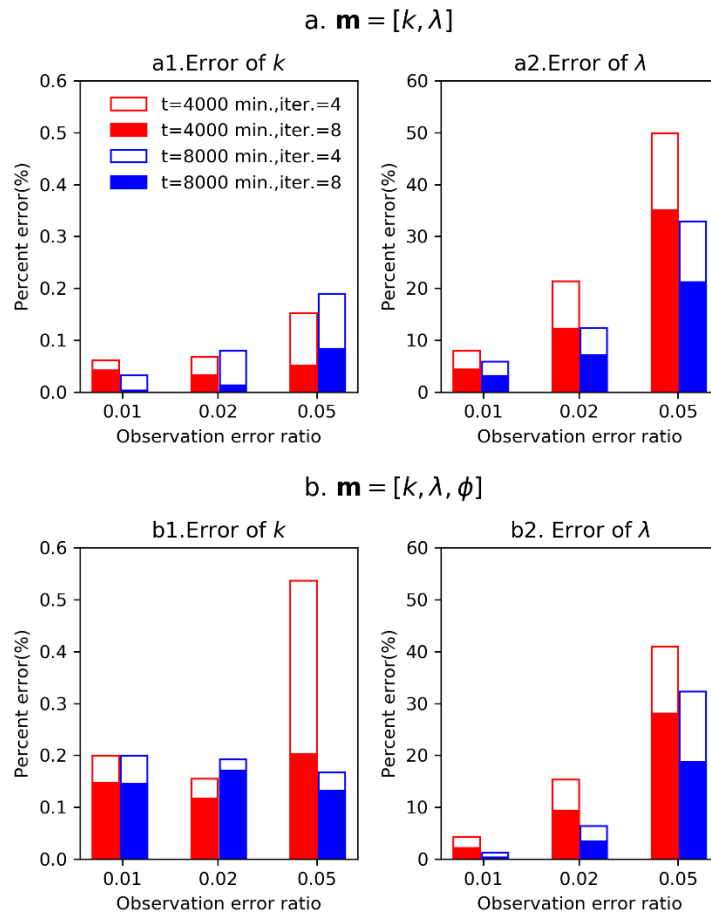 a. m = [k, λ]
a1.Error of k
a2.Error of λ
Percent error(%)
0.6
0.5
0.4
0.3
0.2
0.1
0.0
t=4000 min.,iter.=4
t=4000 min.,iter.=8
t=8000 min.,iter.=4
t=8000 min.,iter.=8
0.01 0.02 0.05
Observation error ratio
Percent error(%)
60
50
40
30
20
10
0
0.01 0.02 0.05
Observation error ratio
b. m = [k, λ, ϕ]
b1.Error of k
b2. Error of λ
Percent error(%)
0.6
0.5
0.4
0.3
0.2
0.1
0.0
0.01 0.02 0.05
Observation error ratio
Percent error(%)
60
50
40
30
20
10
0
0.01 0.02 0.05
Observation error ratio